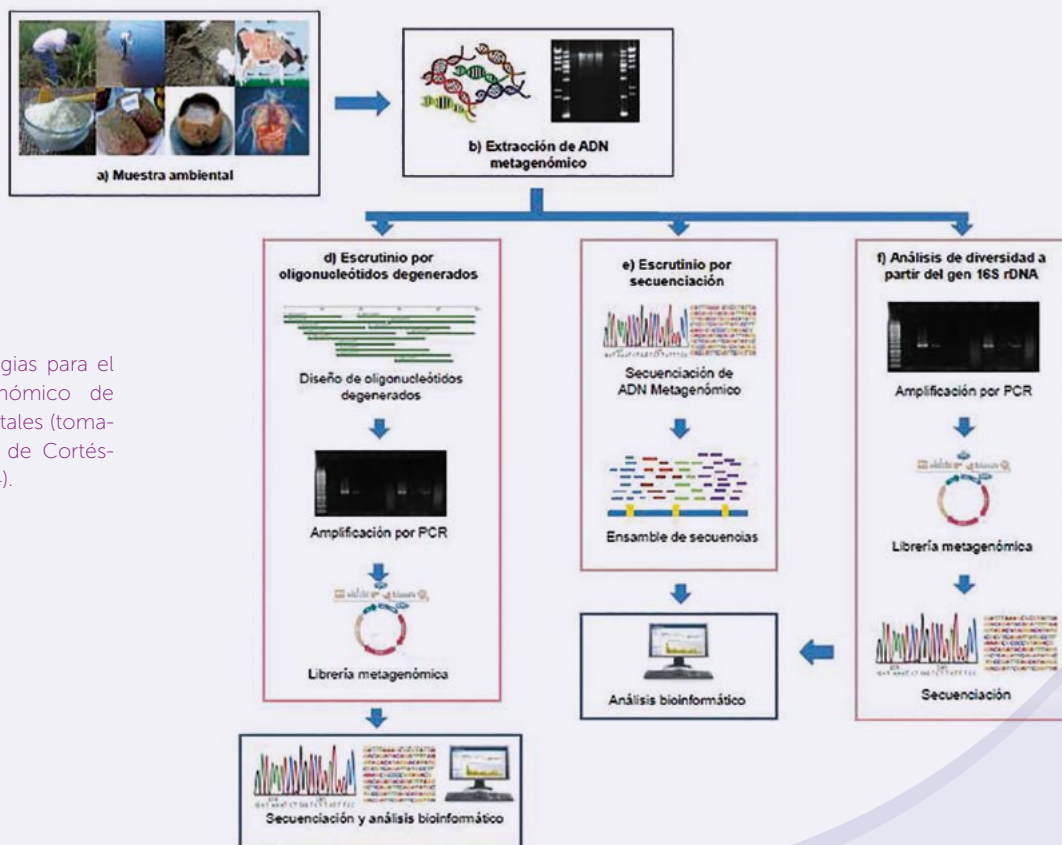 a) Muestra ambiental
b) Extracción de ADN
metagenómico
gias para el
nómico de
tales (toma-
de Cortés-
).
d) Escrutinio por
oligonucleótidos degenerados
Diseño de oligonucleótidos
degenerados
Amplificación por PCR
Librería metagenómica
Secuenciación y análisis bioinformático
e) Escrutinio por
secuenciación
Secuenciación de
ADN Metagenómico
Ensamble de secuencias
Análisis bioinformático
f) Análisis de diversidad a
partir del gen 16S rDNA
Amplificación por PCR
Librería metagenómica
Secuenciación